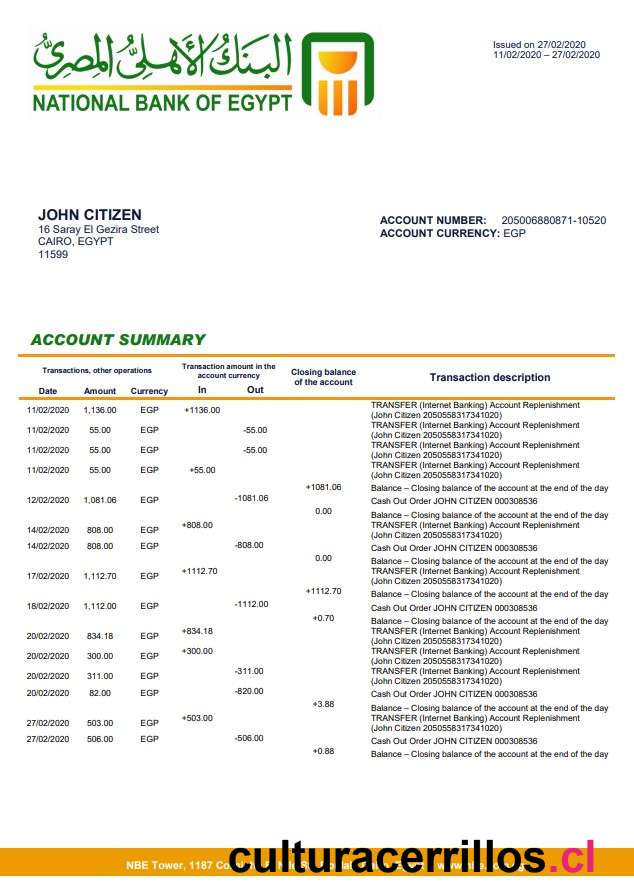 البنك الأهلي المصري
NATIONAL BANK OF EGYPT
Issued on 27/02/2020
11/02/2020 – 27/02/2020
JOHN CITIZEN
16 Saray El Gezira Street
CAIRO, EGYPT
11599
ACCOUNT NUMBER: 205006880871-10520
ACCOUNT CURRENCY: EGP
ACCOUNT SUMMARY
Transactions, other operations
Transaction amount in the
account currency
Closing balance
of the account
Transaction description
Date Amount Currency In Out
11/02/2020 1,136.00 EGP +1136.00 TRANSFER (Internet Banking) Account Replenishment
(John Citizen 2050558317341020)
11/02/2020 55.00 EGP -55.00 TRANSFER (Internet Banking) Account Replenishment
(John Citizen 2050558317341020)
11/02/2020 55.00 EGP -55.00 TRANSFER (Internet Banking) Account Replenishment
(John Citizen 2050558317341020)
11/02/2020 55.00 EGP +55.00 TRANSFER (Internet Banking) Account Replenishment
(John Citizen 2050558317341020)
+1081.06 Balance – Closing balance of the account at the end of the day
12/02/2020 1,081.06 EGP -1081.06 Cash Out Order JOHN CITIZEN 000308536
0.00 Balance – Closing balance of the account at the end of the day
14/02/2020 808.00 EGP +808.00 TRANSFER (Internet Banking) Account Replenishment
(John Citizen 2050558317341020)
14/02/2020 808.00 EGP -808.00 Cash Out Order JOHN CITIZEN 000308536
0.00 Balance – Closing balance of the account at the end of the day
17/02/2020 1,112.70 EGP +1112.70 TRANSFER (Internet Banking) Account Replenishment
(John Citizen 2050558317341020)
+1112.70 Balance – Closing balance of the account at the end of the day
18/02/2020 1,112.00 EGP -1112.00 Cash Out Order JOHN CITIZEN 000308536
+0.70 Balance – Closing balance of the account at the end of the day
20/02/2020 834.18 EGP +834.18 TRANSFER (Internet Banking) Account Replenishment
(John Citizen 2050558317341020)
20/02/2020 300.00 EGP +300.00 TRANSFER (Internet Banking) Account Replenishment
(John Citizen 2050558317341020)
20/02/2020 311.00 EGP -311.00 TRANSFER (Internet Banking) Account Replenishment
(John Citizen 2050558317341020)
20/02/2020 82.00 EGP -820.00 Cash Out Order JOHN CITIZEN 000308536
+3.88 Balance – Closing balance of the account at the end of the day
27/02/2020 503.00 EGP +503.00 TRANSFER (Internet Banking) Account Replenishment
(John Citizen 2050558317341020)
27/02/2020 506.00 EGP -506.00 Cash Out Order JOHN CITIZEN 000308536
+0.88 Balance – Closing balance of the account at the end of the day
NBE Tower, 1187
culturacerrillos.cl